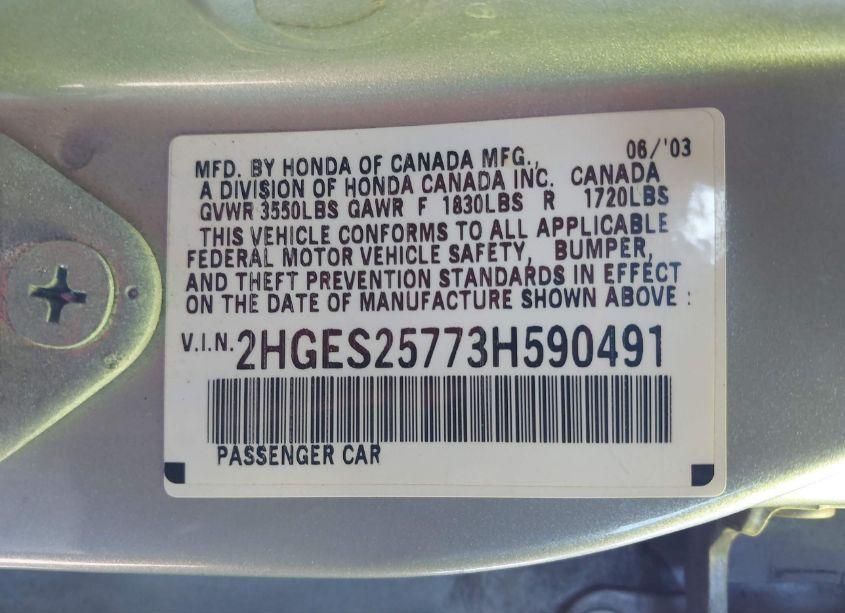 06/'03
MFD. BY HONDA OF CANADA MFG.,
A DIVISION OF HONDA CANADA INC. CANADA
GVWR 3550LBS GAWR F 1830LBS R 1720LBS
THIS VEHICLE CONFORMS TO ALL APPLICABLE
FEDERAL MOTOR VEHICLE SAFETY, BUMPER,
AND THEFT PREVENTION STANDARDS IN EFFECT
ON THE DATE OF MANUFACTURE SHOWN ABOVE :
V.I.N. 2HGES25773H590491
PASSENGER CAR